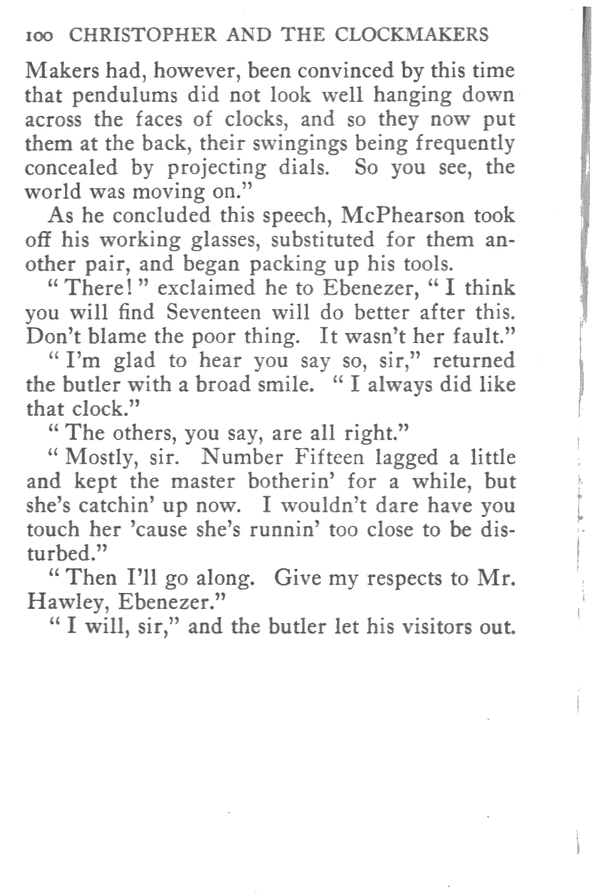 100 CHRISTOPHER AND THE CLOCKMAKERS
Makers had, however, been convinced by this time
that pendulums did not look well hanging down
across the faces of clocks, and so they now put
them at the back, their swingings being frequently
concealed by projecting dials. So you see, the
world was moving on.”
As he concluded this speech, McPhearson took
off his working glasses, substituted for them an-
other pair, and began packing up his tools.
“ There! ” exclaimed he to Ebenezer, “ I think
you will find Seventeen will do better after this.
Don’t blame the poor thing. It wasn’t her fault.”
“ I’m glad to hear you say so, sir,” returned
the butler with a broad smile. “ I always did like
that clock.”
“ The others, you say, are all right.”
“ Mostly, sir. Number Fifteen lagged a little
and kept the master botherin’ for a while, but
she’s catchin’ up now. I wouldn’t dare have you
touch her ’cause she’s runnin’ too close to be dis-
turbed.”
“ Then I’ll go along. Give my respects to Mr.
Hawley, Ebenezer.”
“ I will, sir,” and the butler let his visitors out.